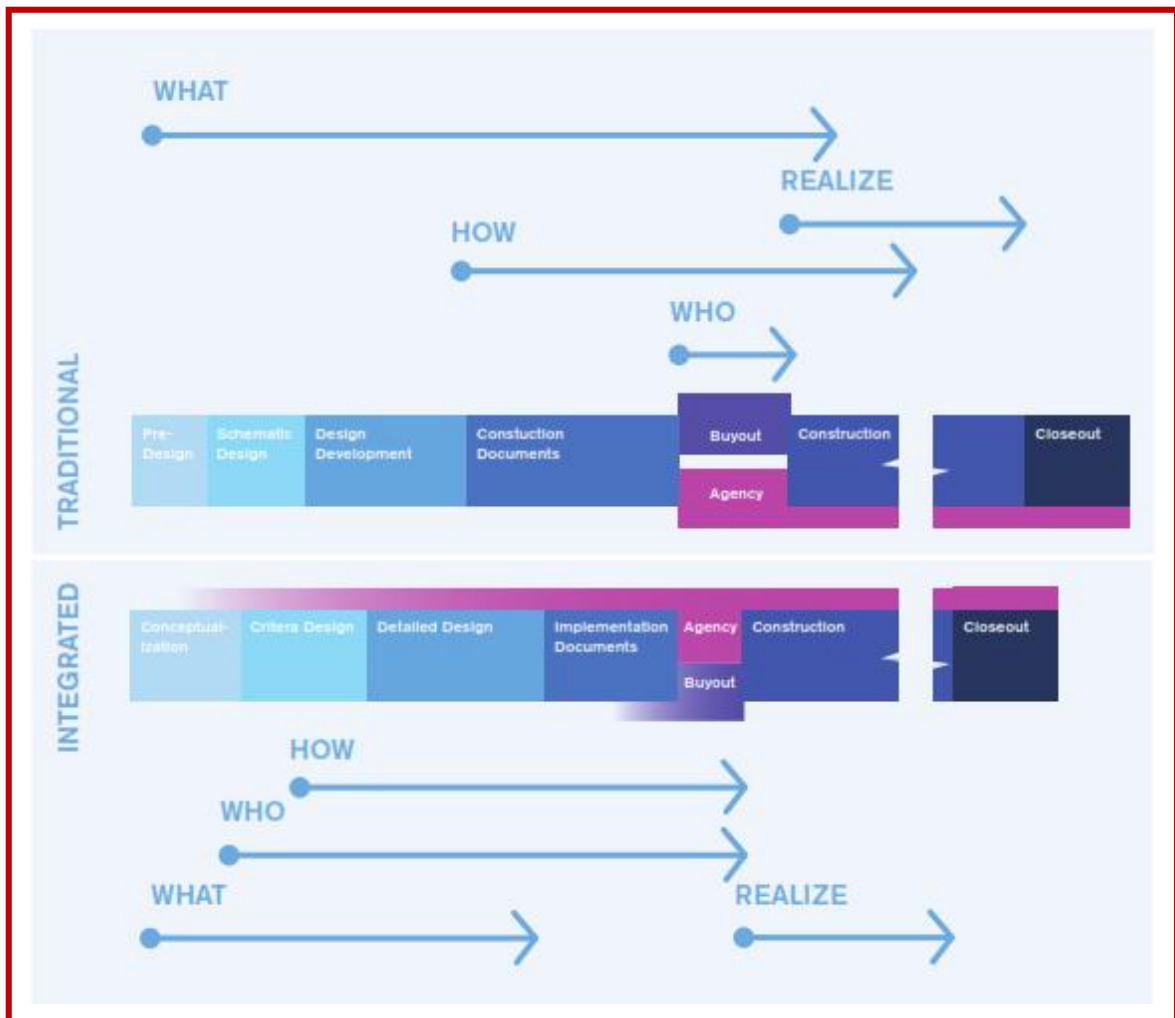 WHAT
REALIZE
HOW
WHO
TRADITIONAL
Pre-
Design
Schematic
Design
Design
Development
Constuction
Documents
Buyout
Agency
Construction
Closeout
INTEGRATED
Conceptual-
ization
Critera Design
Detailed Design
Implementation
Documents
Agency
Buyout
Construction
Closeout
HOW
WHO
WHAT
REALIZE